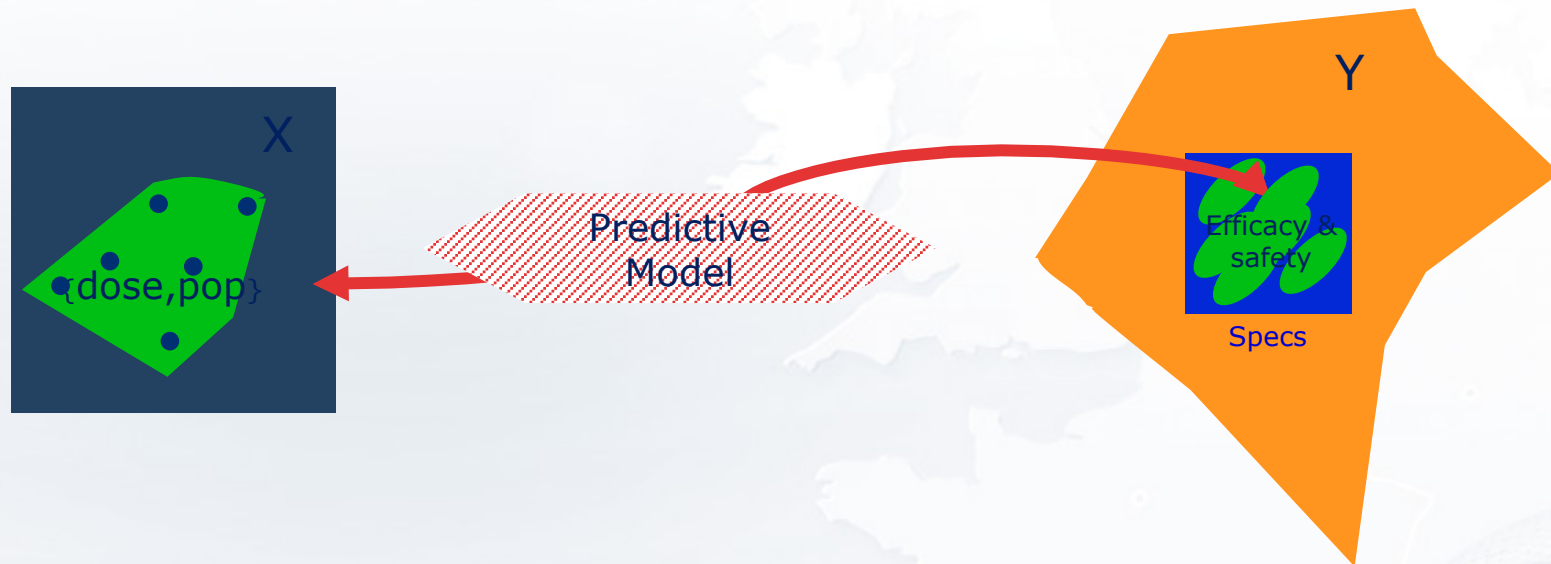 X
{dose,pop}
Predictive
Model
Y
Efficacy &
safety
Specs